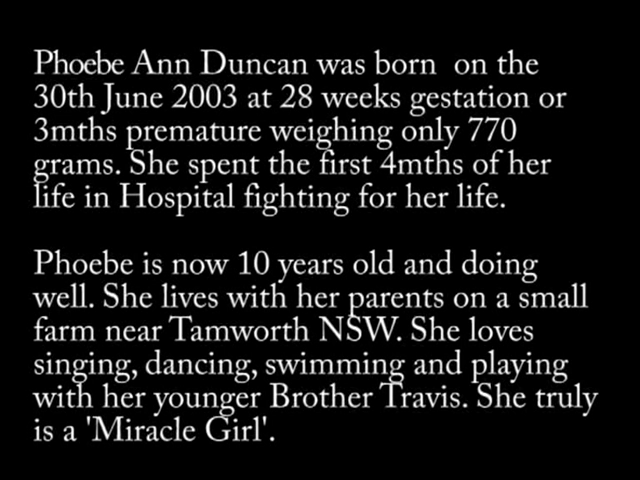 Phoebe Ann Duncan was born on the
30th June 2003 at 28 weeks gestation or
3mths premature weighing only 770
grams. She spent the first 4mths of her
life in Hospital fighting for her life.
Phoebe is now 10 years old and doing
well. She lives with her parents on a small
farm near Tamworth NSW. She loves
singing, dancing, swimming and playing
with her younger Brother Travis. She truly
is a 'Miracle Girl'.